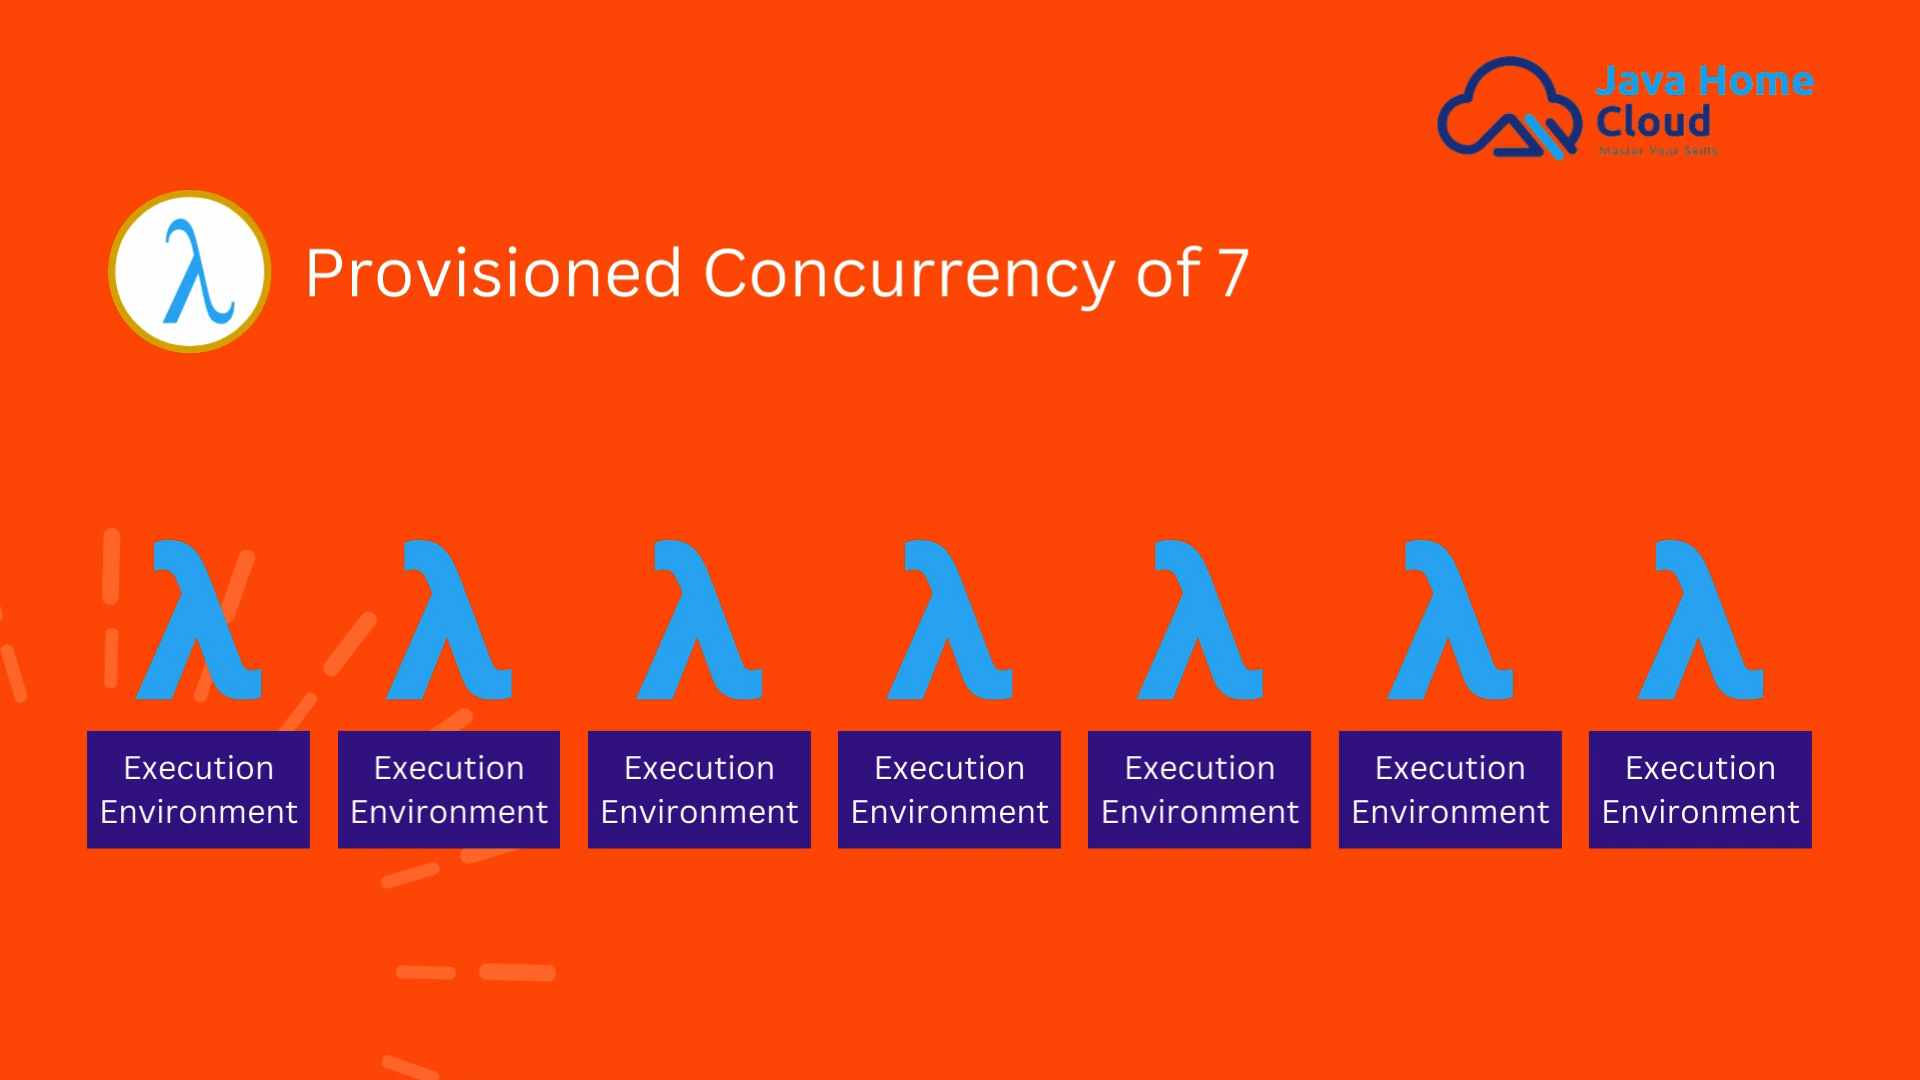 Java Home
Cloud
Master Your Skills
λ Provisioned Concurrency of 7
λ λ λ λ λ λ λ
Execution Execution Execution Execution Execution Execution Execution
Environment Environment Environment Environment Environment Environment Environment